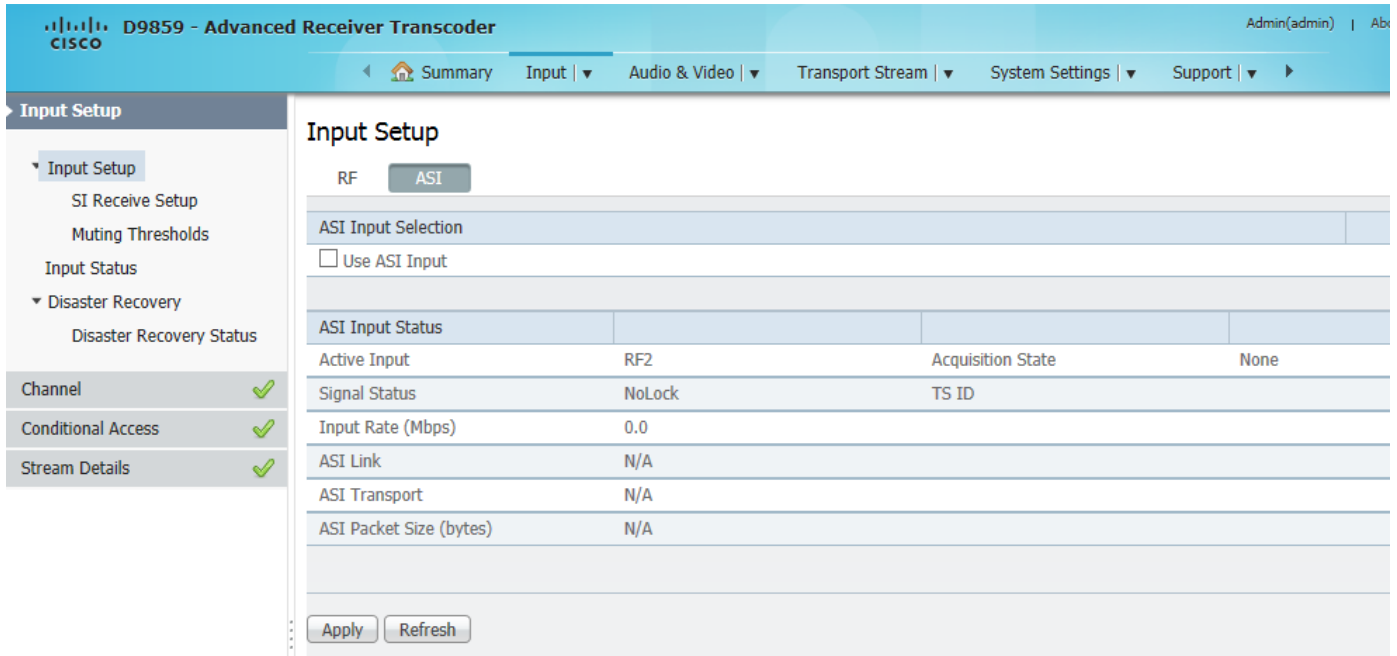 CISCO
D9859 - Advanced Receiver Transcoder
Admin(admin) |
Summary Input | Audio & Video | Transport Stream | System Settings | Support |
Input Setup
Input Setup
SI Receive Setup
Muting Thresholds
Input Status
Disaster Recovery
Disaster Recovery Status
Channel
Conditional Access
Stream Details
Input Setup
RF ASI
ASI Input Selection
Use ASI Input
ASI Input Status
Active Input RF2 Acquisition State None
Signal Status NoLock TS ID
Input Rate (Mbps) 0.0
ASI Link N/A
ASI Transport N/A
ASI Packet Size (bytes) N/A
Apply Refresh